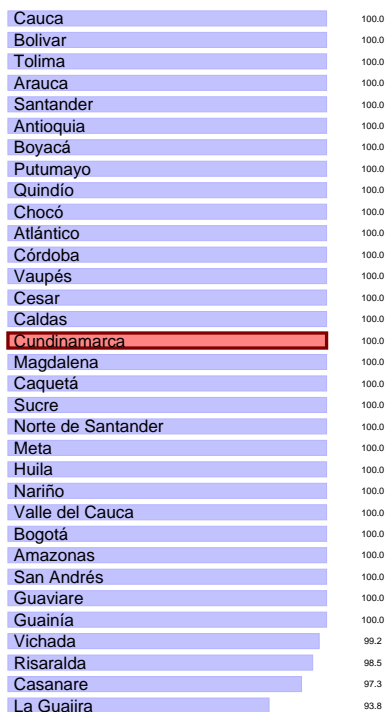 Cauca 100.0
Bolivar 100.0
Tolima 100.0
Arauca 100.0
Santander 100.0
Antioquia 100.0
Boyacá 100.0
Putumayo 100.0
Quindío 100.0
Chocó 100.0
Atlántico 100.0
Córdoba 100.0
Vaupés 100.0
Cesar 100.0
Caldas 100.0
Cundinamarca 100.0
Magdalena 100.0
Caquetá 100.0
Sucre 100.0
Norte de Santander 100.0
Meta 100.0
Huila 100.0
Nariño 100.0
Valle del Cauca 100.0
Bogotá 100.0
Amazonas 100.0
San Andrés 100.0
Guaviare 100.0
Guainía 100.0
Vichada 99.2
Risaralda 98.5
Casanare 97.3
La Guajira 93.8